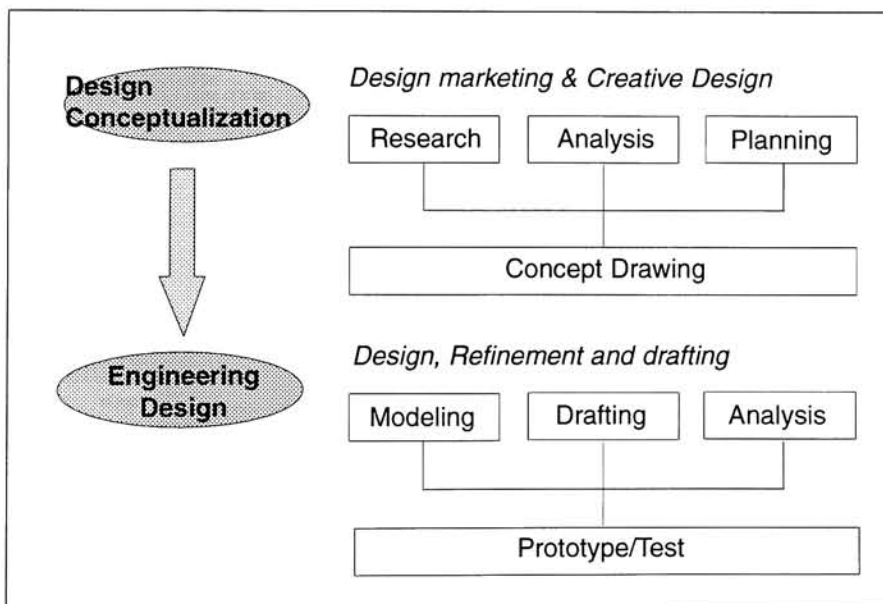 Design
Conceptualization
Design marketing & Creative Design
Research
Analysis
Planning
Concept Drawing
Engineering
Design
Design, Refinement and drafting
Modeling
Drafting
Analysis
Prototype/Test